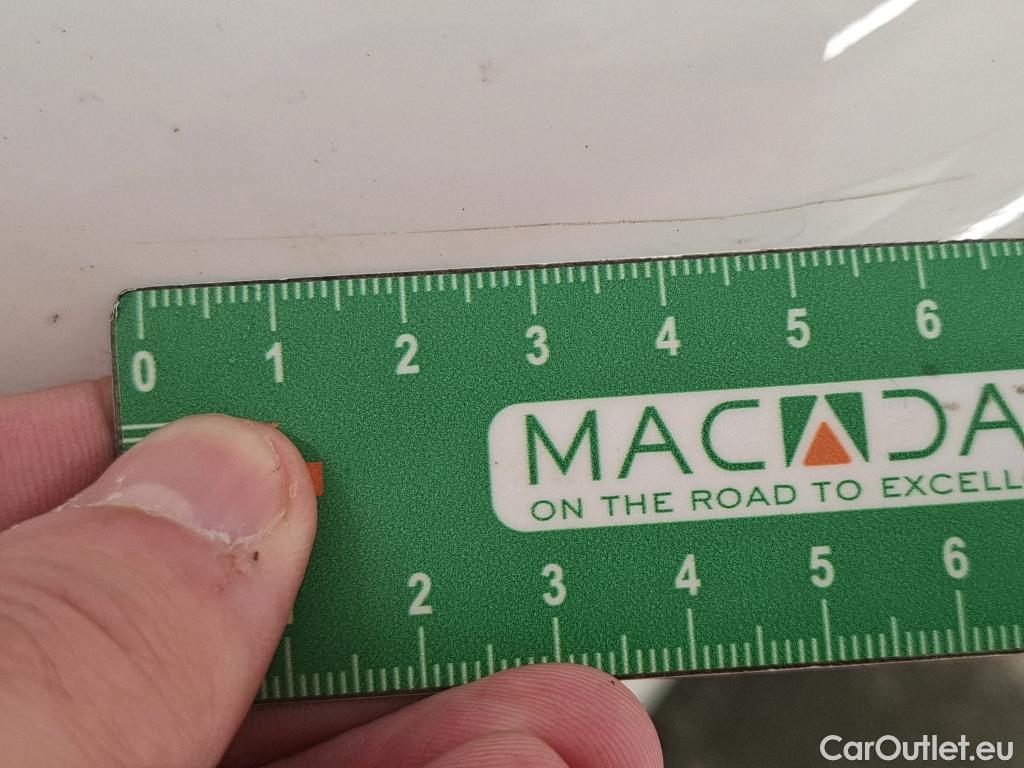 0 1 2 3 4 5 6
MACADA
ON THE ROAD TO EXCELL
2 3 4 5 6
CarOutlet.eu